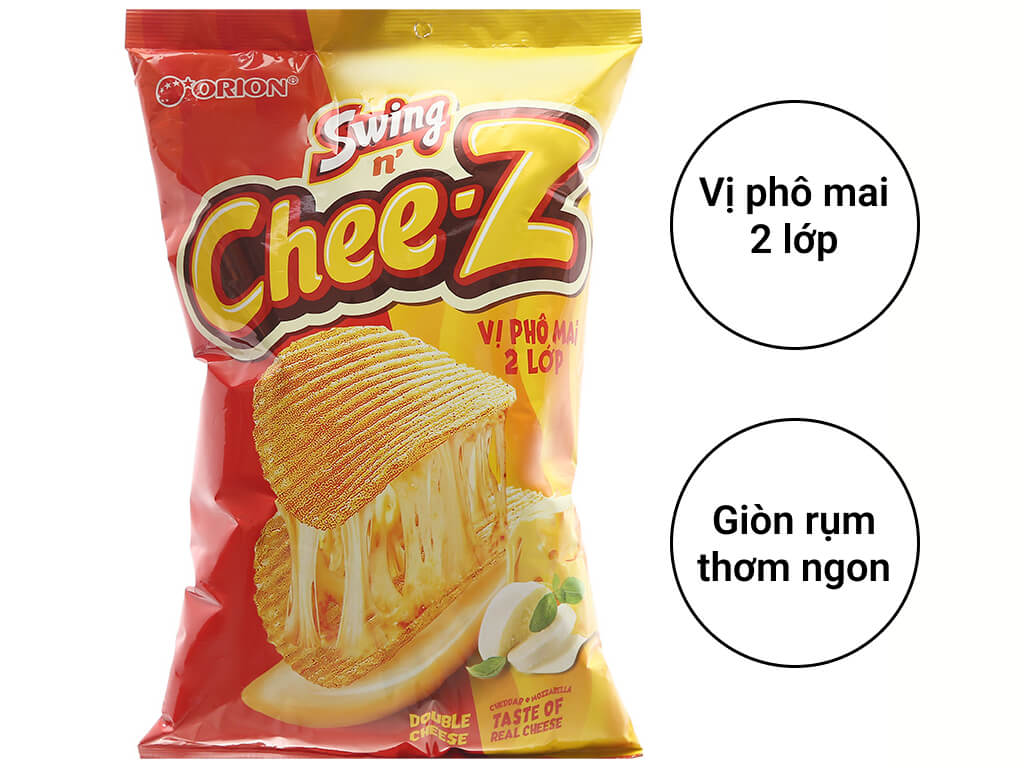 ORION®
Swing
n'
Chee-Z
VỊ PHÔ MAI
2 LỚP
CHEDDAR + MOZZARELLA
TASTE OF
REAL CHEESE
DOUBLE
CHEESE
Vị phô mai
2 lớp
Giòn rụm
thơm ngon